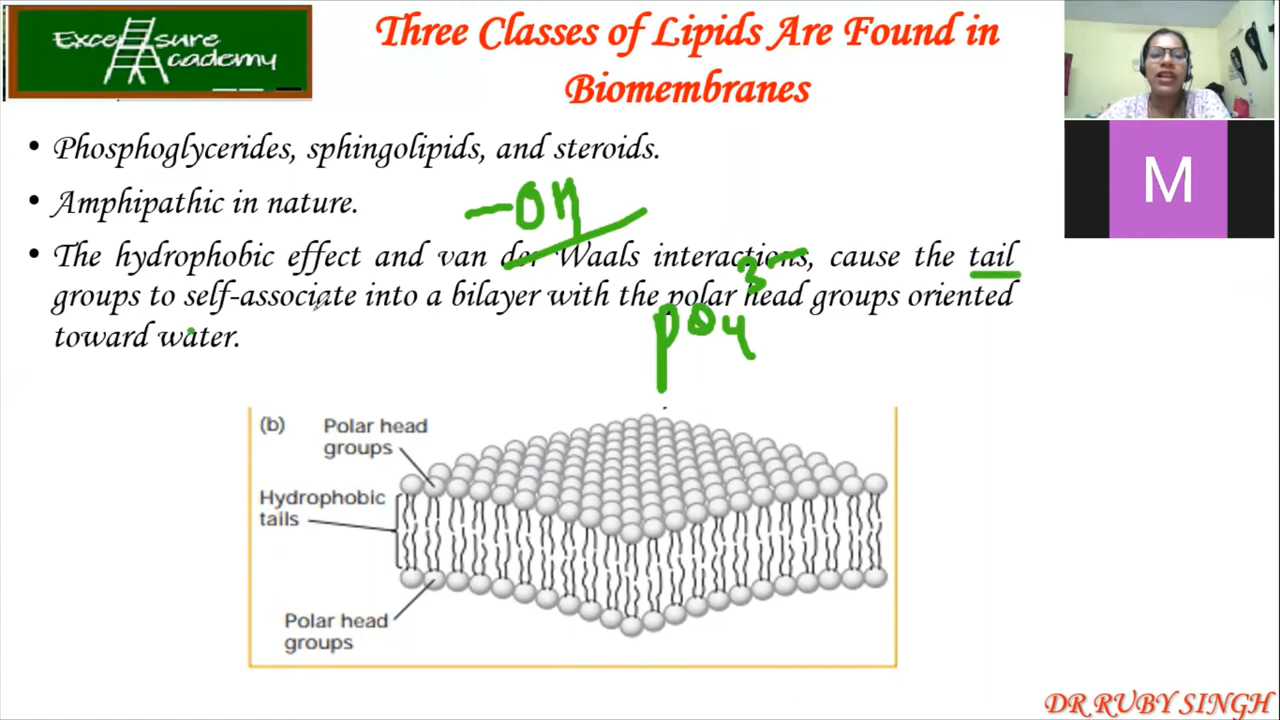 Excel sure
Academy
Three Classes of Lipids Are Found in
Biomembranes
• Phosphoglycerides, sphingolipids, and steroids.
• Amphipathic in nature.
-OH
• The hydrophobic effect and van der Waals interactions, cause the tail
groups to self-associate into a bilayer with the polar head groups oriented
toward water.
PO4 3-
(b) Polar head
groups
Hydrophobic
tails
Polar head
groups
M
DR RUBY SINGH